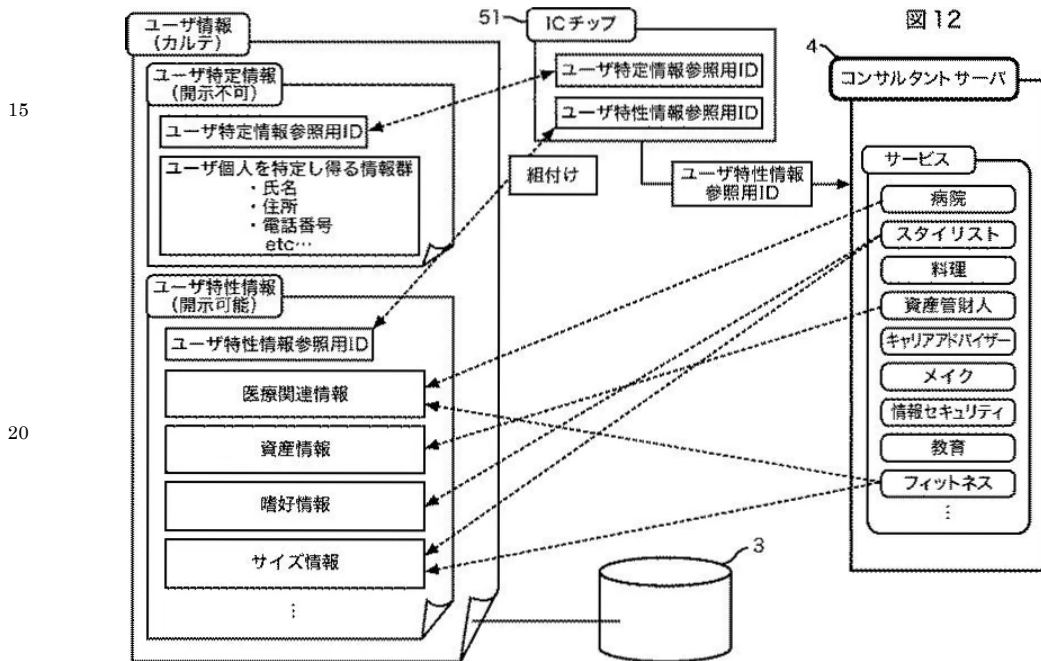 図12
15
20
ユーザ情報
(カルテ)
ユーザ特定情報
(開示不可)
ユーザ特定情報参照用ID
ユーザ個人を特定し得る情報群
・氏名
・住所
・電話番号
etc…
ユーザ特性情報
(開示可能)
ユーザ特性情報参照用ID
医療関連情報
資産情報
嗜好情報
サイズ情報
⋮
51
ICチップ
ユーザ特定情報参照用ID
ユーザ特性情報参照用ID
組付け
ユーザ特性情報
参照用ID
3
4
コンサルタントサーバ
サービス
病院
スタイリスト
料理
資産管財人
キャリアアドバイザー
メイク
情報セキュリティ
教育
フィットネス
⋮